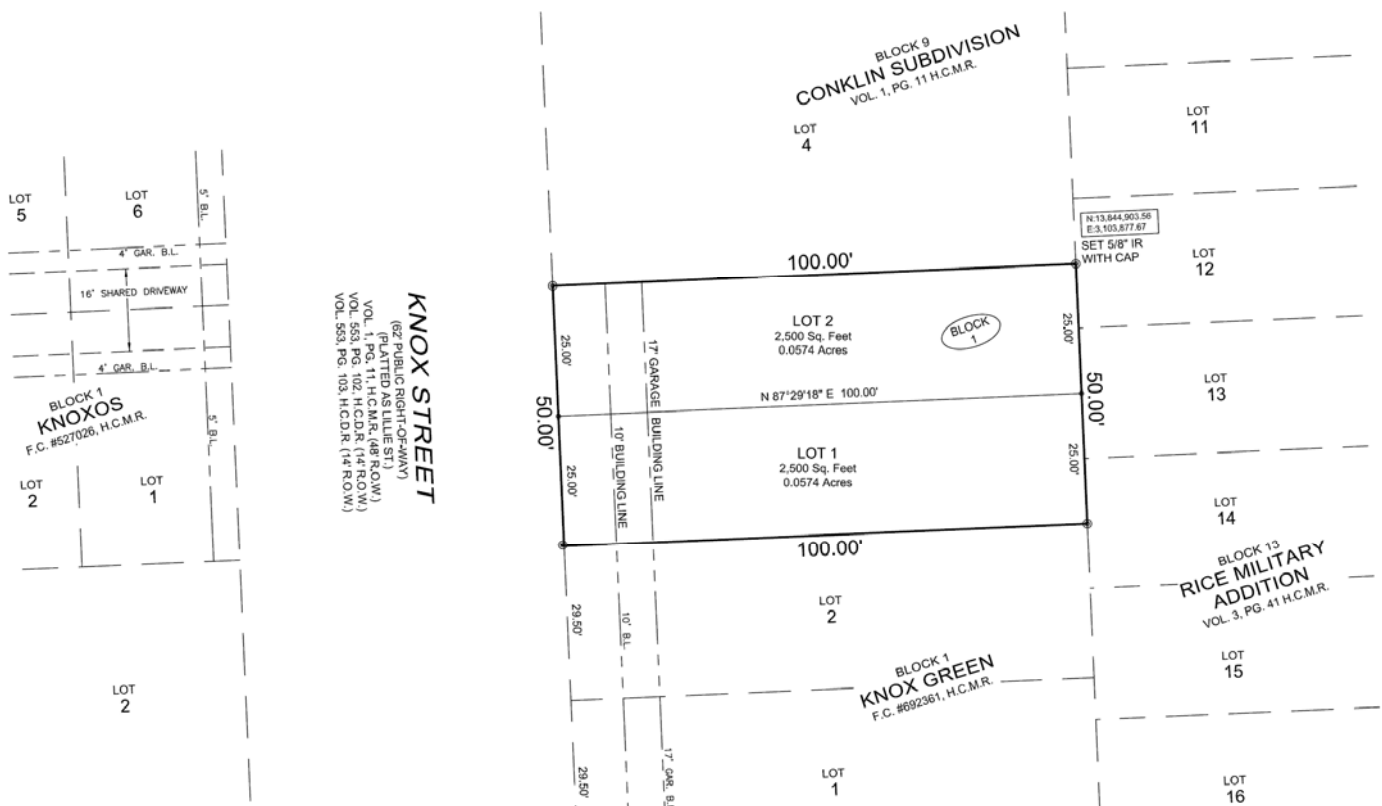 BLOCK 9
CONKLIN SUBDIVISION
VOL. 1, PG. 11 H.C.M.R.
LOT
4
LOT
11
LOT
5
LOT
6
5' B.L.
4' GAR. B.L.
16' SHARED DRIVEWAY
4' GAR. B.L.
BLOCK 1
KNOXOS
F.C. #527026, H.C.M.R.
5' B.L.
LOT
2
LOT
1
LOT
2
KNOX STREET
(62' PUBLIC RIGHT-OF-WAY)
(PLATTED AS LILLIE ST.)
VOL. 1, PG. 11, H.C.M.R. (48' R.O.W.)
VOL. 553, PG. 102, H.C.D.R. (14' R.O.W.)
VOL. 553, PG. 103, H.C.D.R. (14' R.O.W.)
N:13,844,903.56
E:3,103,877.67
SET 5/8" IR
WITH CAP
LOT
12
100.00'
LOT 2
2,500 Sq. Feet
0.0574 Acres
BLOCK
1
25.00'
25.00'
17' GARAGE BUILDING LINE
N 87°29'18" E 100.00'
50.00'
50.00'
LOT
13
10' BUILDING LINE
LOT 1
2,500 Sq. Feet
0.0574 Acres
25.00'
25.00'
100.00'
LOT
14
BLOCK 13
RICE MILITARY
ADDITION
VOL. 3, PG. 41 H.C.M.R.
29.50'
10' B.L.
LOT
2
BLOCK 1
KNOX GREEN
F.C. #692361, H.C.M.R.
LOT
15
29.50'
17' GAR. B.L.
LOT
1
LOT
16